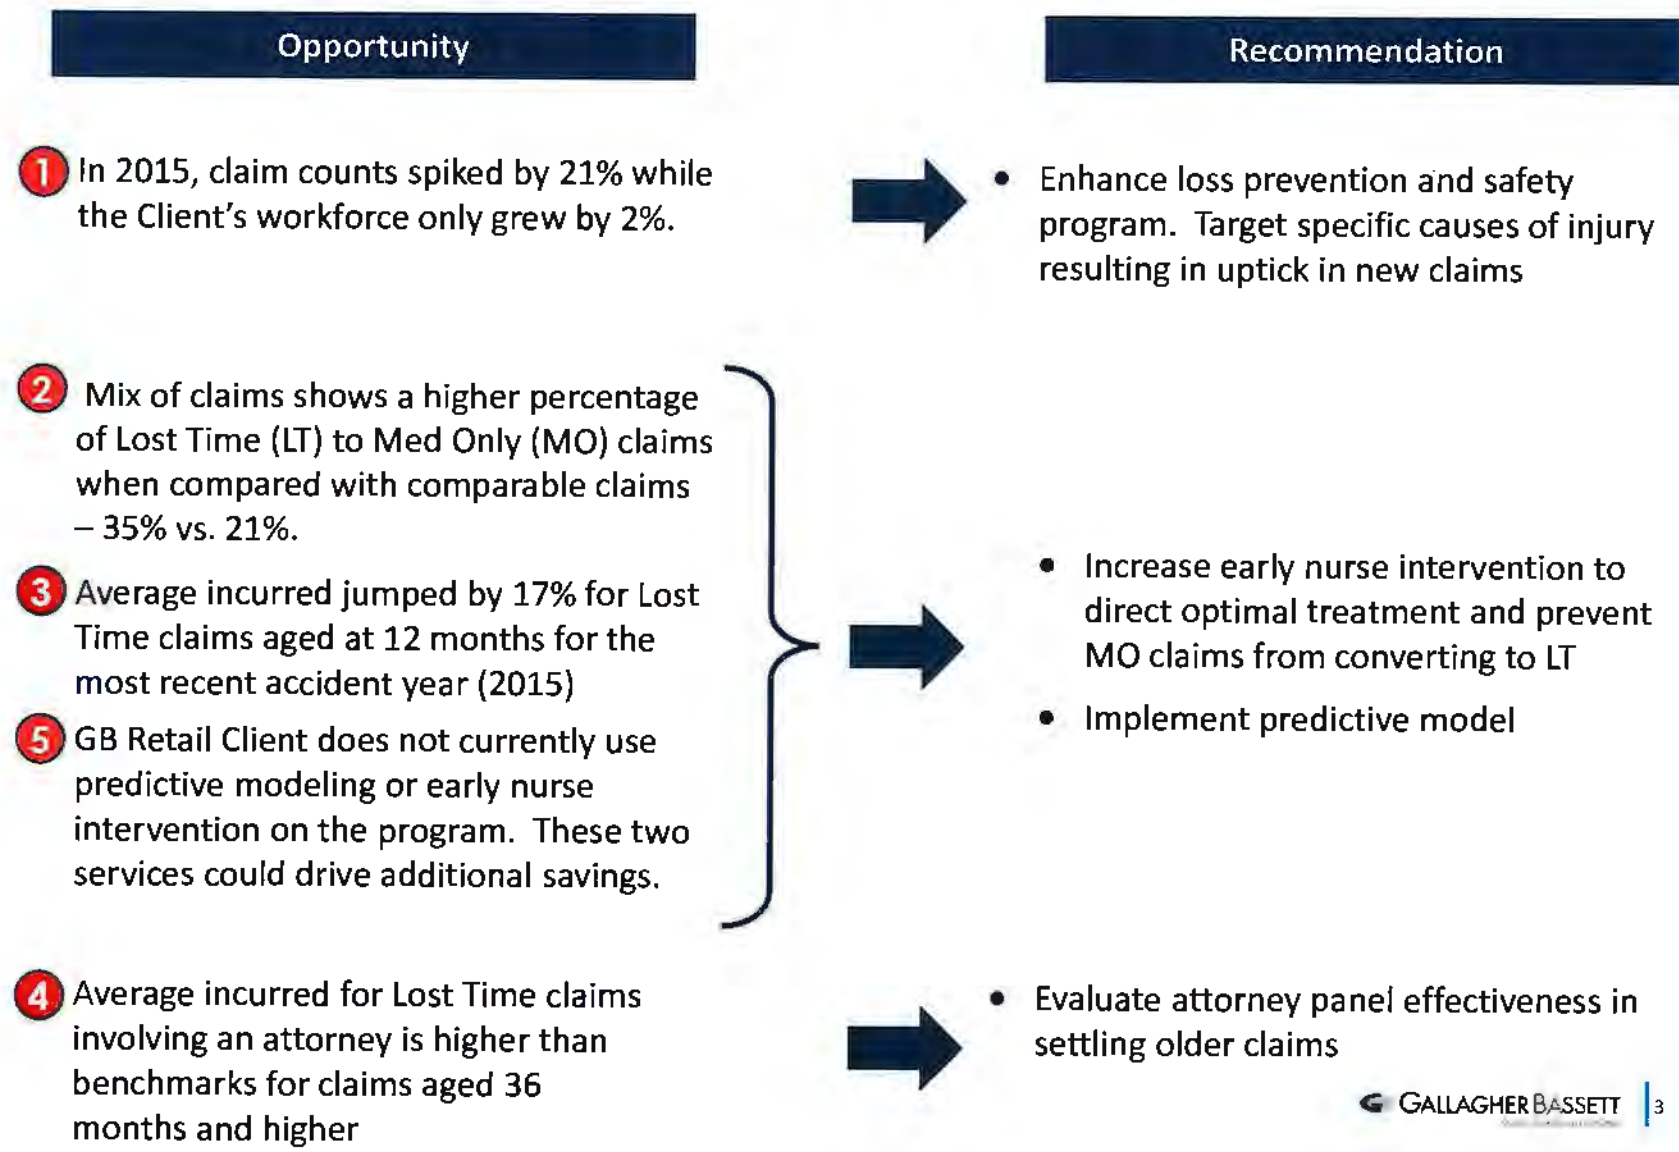 Opportunity
Recommendation
1 In 2015, claim counts spiked by 21% while
the Client's workforce only grew by 2%.
• Enhance loss prevention and safety
program. Target specific causes of injury
resulting in uptick in new claims
2 Mix of claims shows a higher percentage
of Lost Time (LT) to Med Only (MO) claims
when compared with comparable claims
– 35% vs. 21%.
3 Average incurred jumped by 17% for Lost
Time claims aged at 12 months for the
most recent accident year (2015)
5 GB Retail Client does not currently use
predictive modeling or early nurse
intervention on the program. These two
services could drive additional savings.
• Increase early nurse intervention to
direct optimal treatment and prevent
MO claims from converting to LT
• Implement predictive model
4 Average incurred for Lost Time claims
involving an attorney is higher than
benchmarks for claims aged 36
months and higher
• Evaluate attorney panel effectiveness in
settling older claims
G GALLAGHER BASSETT 3